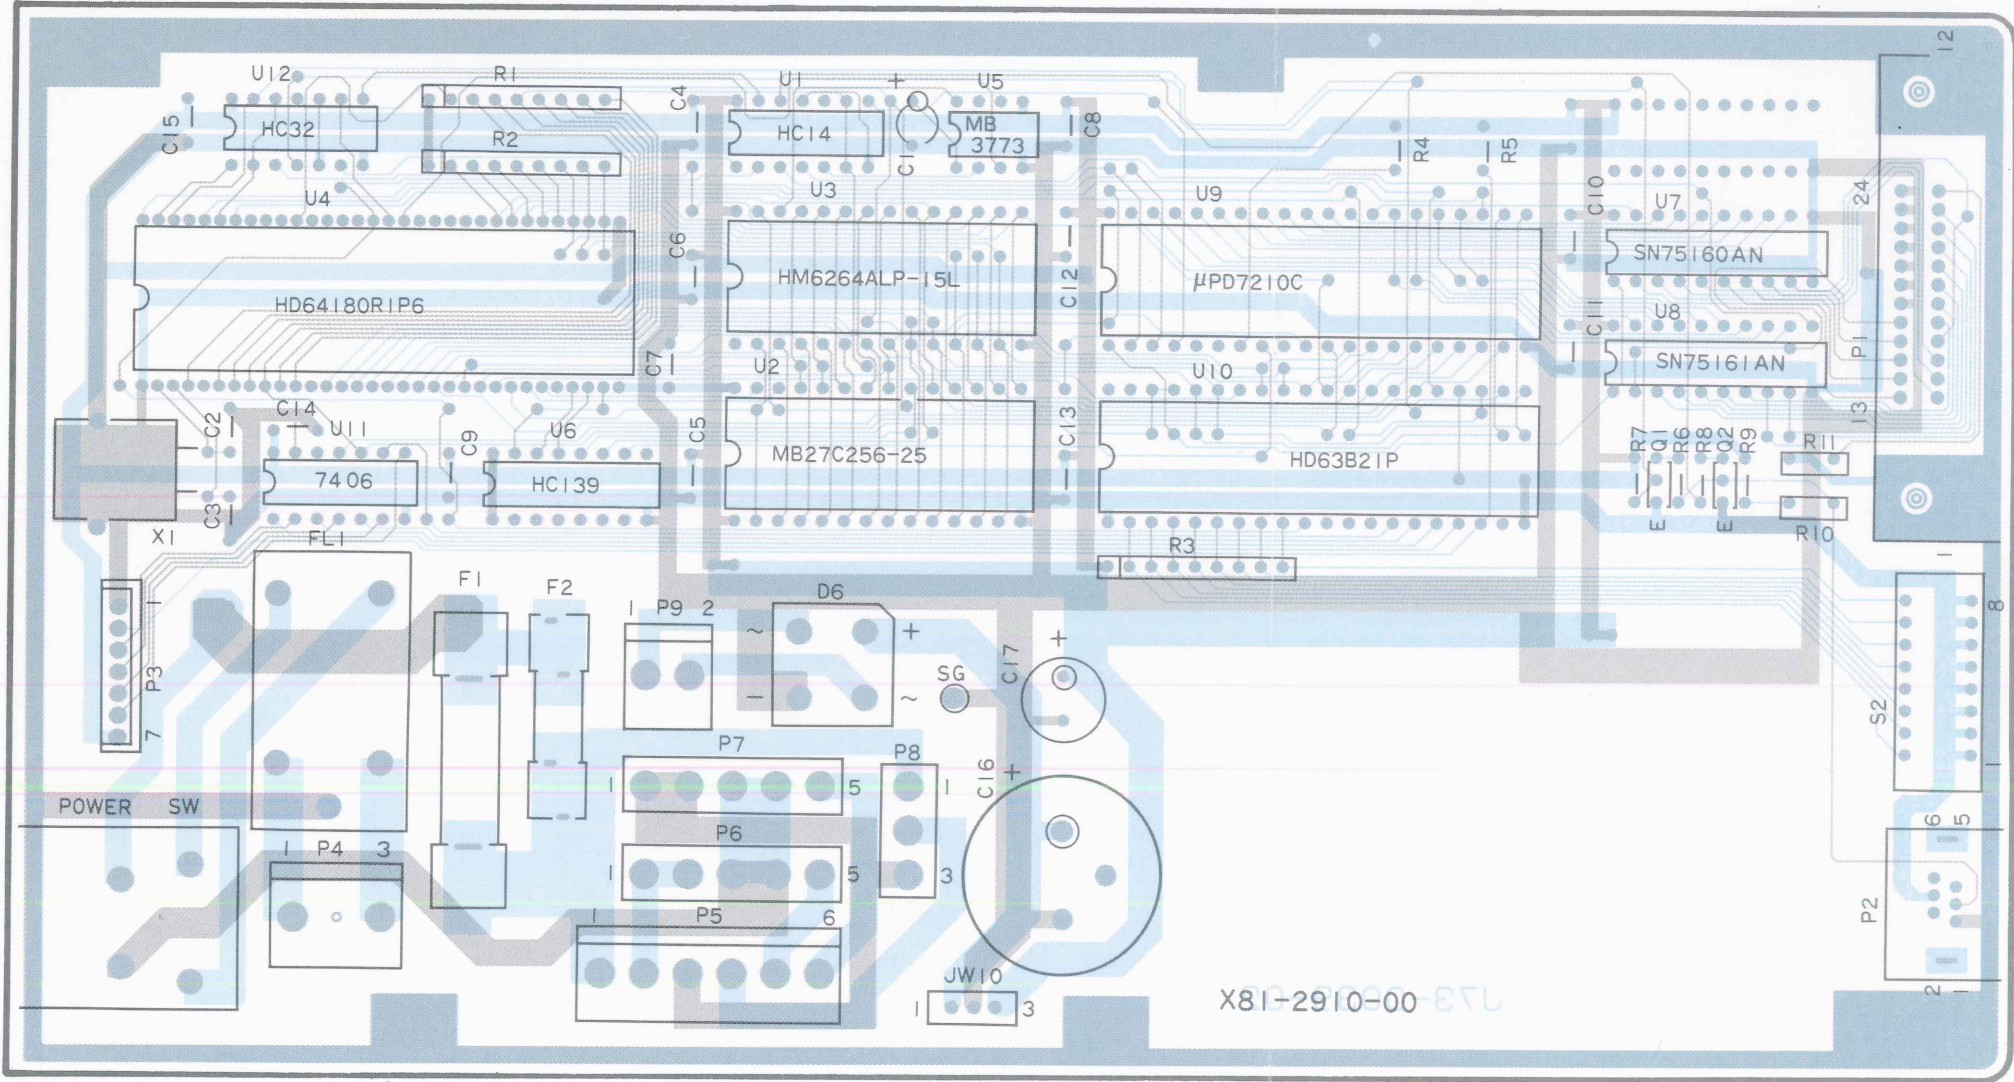 12
U12
R1
C4
U1
+
U5
C15
HC32
R2
HC14
C1
MB
3773
C8
R4
R5
U4
U3
U9
C10
U7
24
C6
HM6264ALP-15L
C12
µPD7210C
SN75160AN
HD64180R1P6
C11
U8
C7
U2
U10
SN75161AN
P1
13
C2
C14
U11
C9
U6
C5
MB27C256-25
C13
HD63B21P
R7
Q1
R6
R8
Q2
R9
R11
7406
HC139
C3
E
E
R10
X1
FL1
R3
1
F1
F2
1
P9
2
D6
~
+
−
~
1
P3
7
SG
C17
+
8
S2
1
P7
1
5
P8
1
3
C16
+
POWER SW
P6
1
5
1
P4
3
6
5
P2
2
1
1
P5
6
JW10
1
3
X81-2910-00